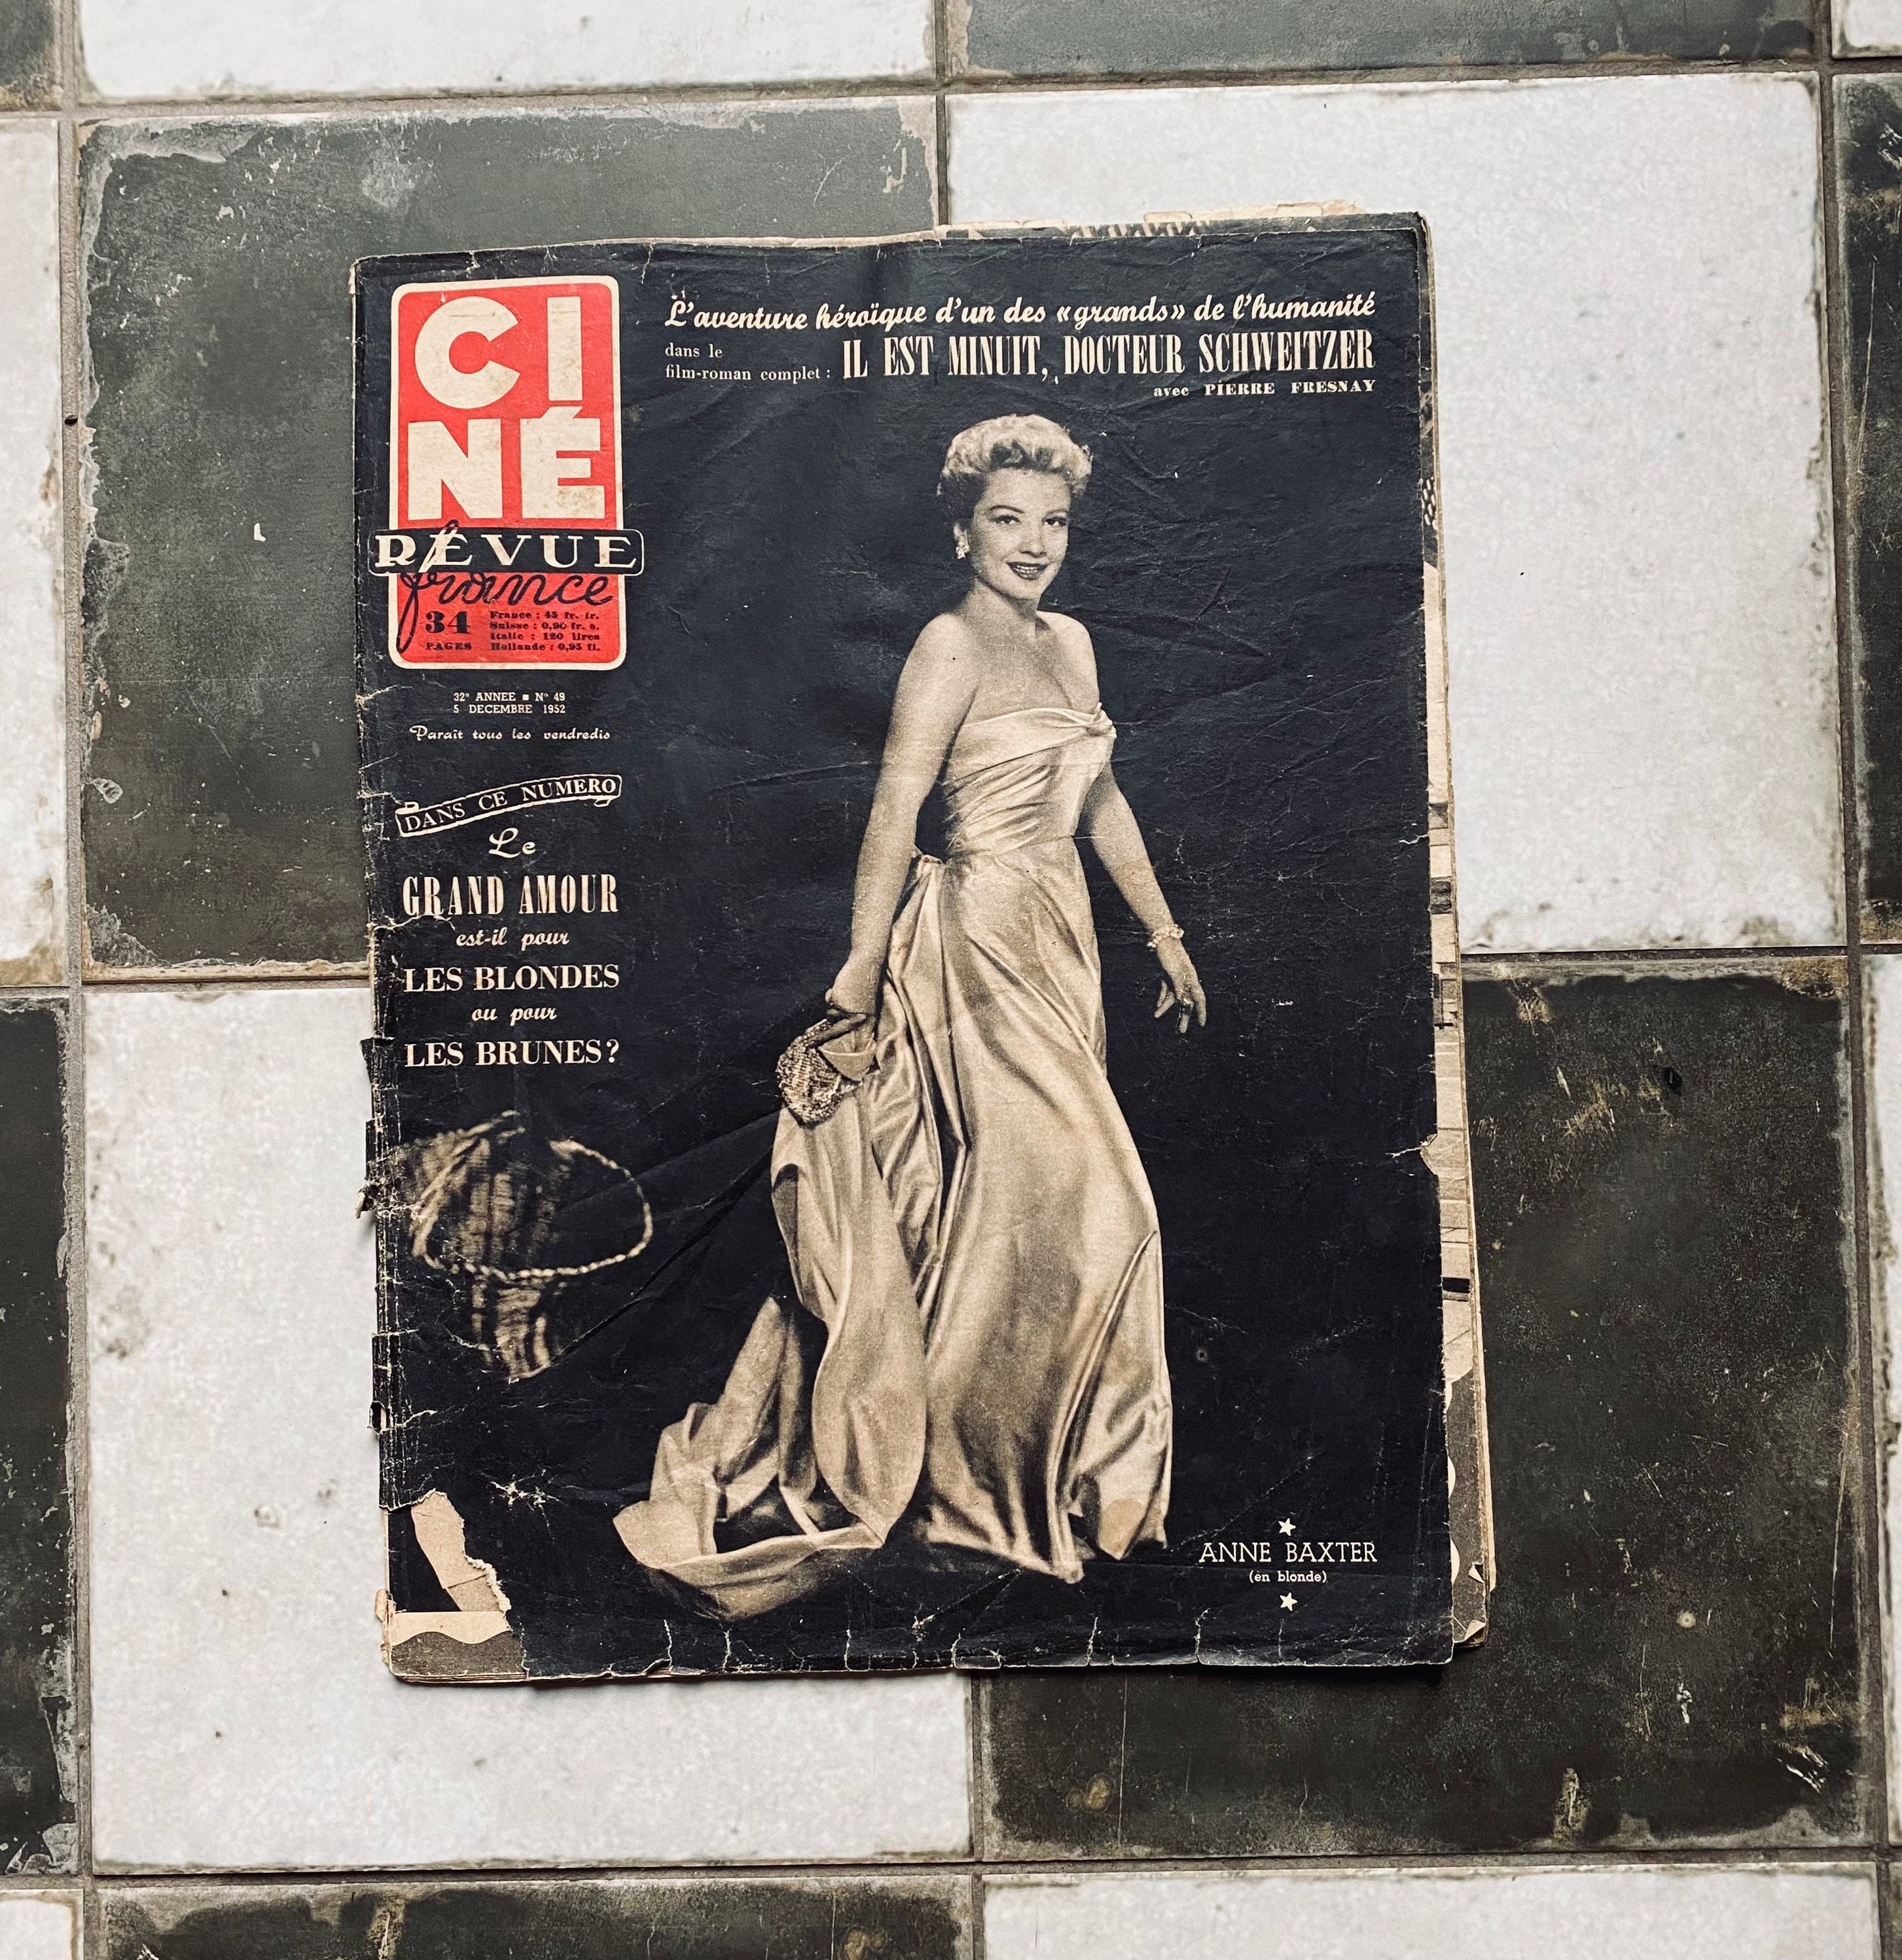 CI
NÉ
REVUE
france
34
PAGES
France : 45 fr. fr.
Suisse : 0,90 fr. s.
Italie : 120 lires
Hollande : 0,95 fl.
32e ANNEE ■ N° 49
5 DECEMBRE 1952
Paraît tous les vendredis
L'aventure héroïque d'un des «grands» de l'humanité
dans le
film-roman complet : IL EST MINUIT, DOCTEUR SCHWEITZER
avec PIERRE FRESNAY
DANS CE NUMERO
Le
GRAND AMOUR
est-il pour
LES BLONDES
ou pour
LES BRUNES?
ANNE BAXTER
(en blonde)